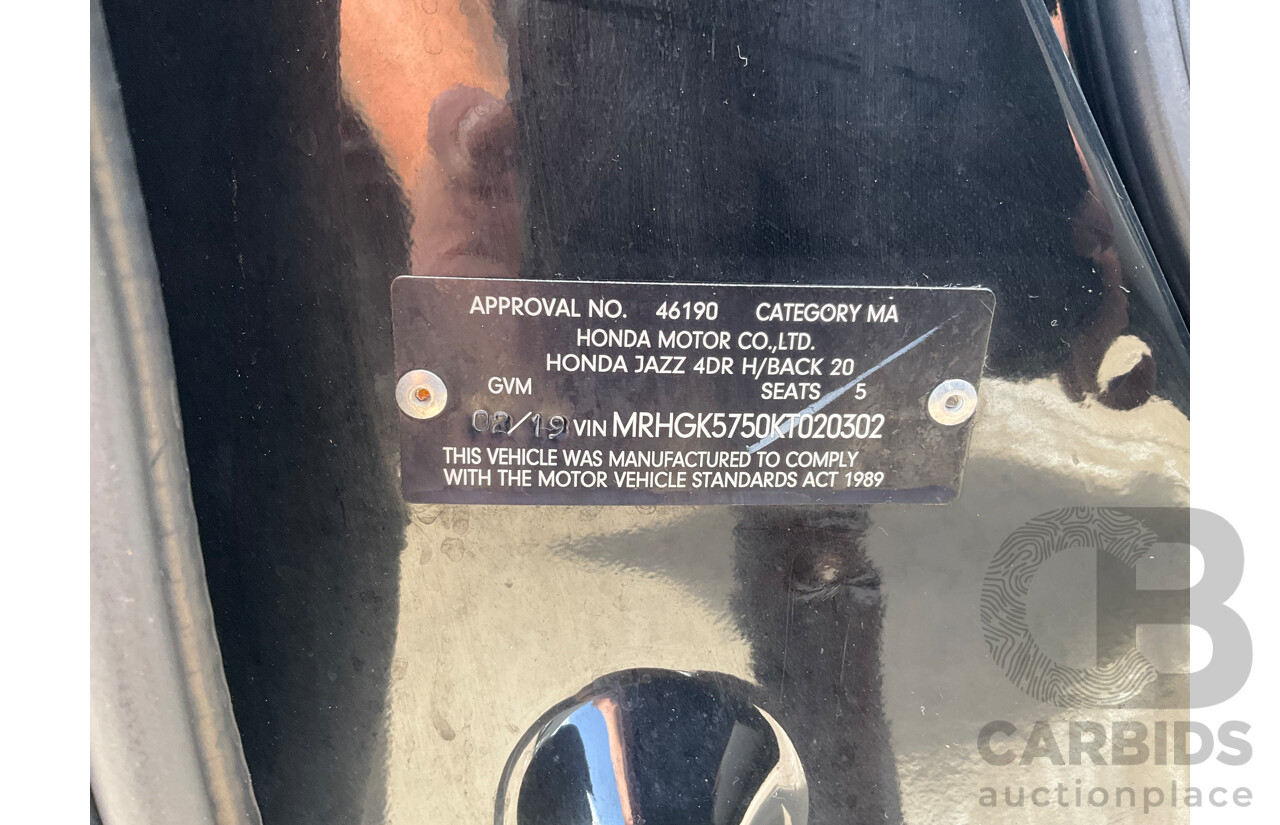 APPROVAL NO. 46190 CATEGORY MA
HONDA MOTOR CO.,LTD.
HONDA JAZZ 4DR H/BACK 20
GVM SEATS 5
02/19 VIN MRHGK5750KT020302
THIS VEHICLE WAS MANUFACTURED TO COMPLY
WITH THE MOTOR VEHICLE STANDARDS ACT 1989
CB
CARBIDS
auctionplace